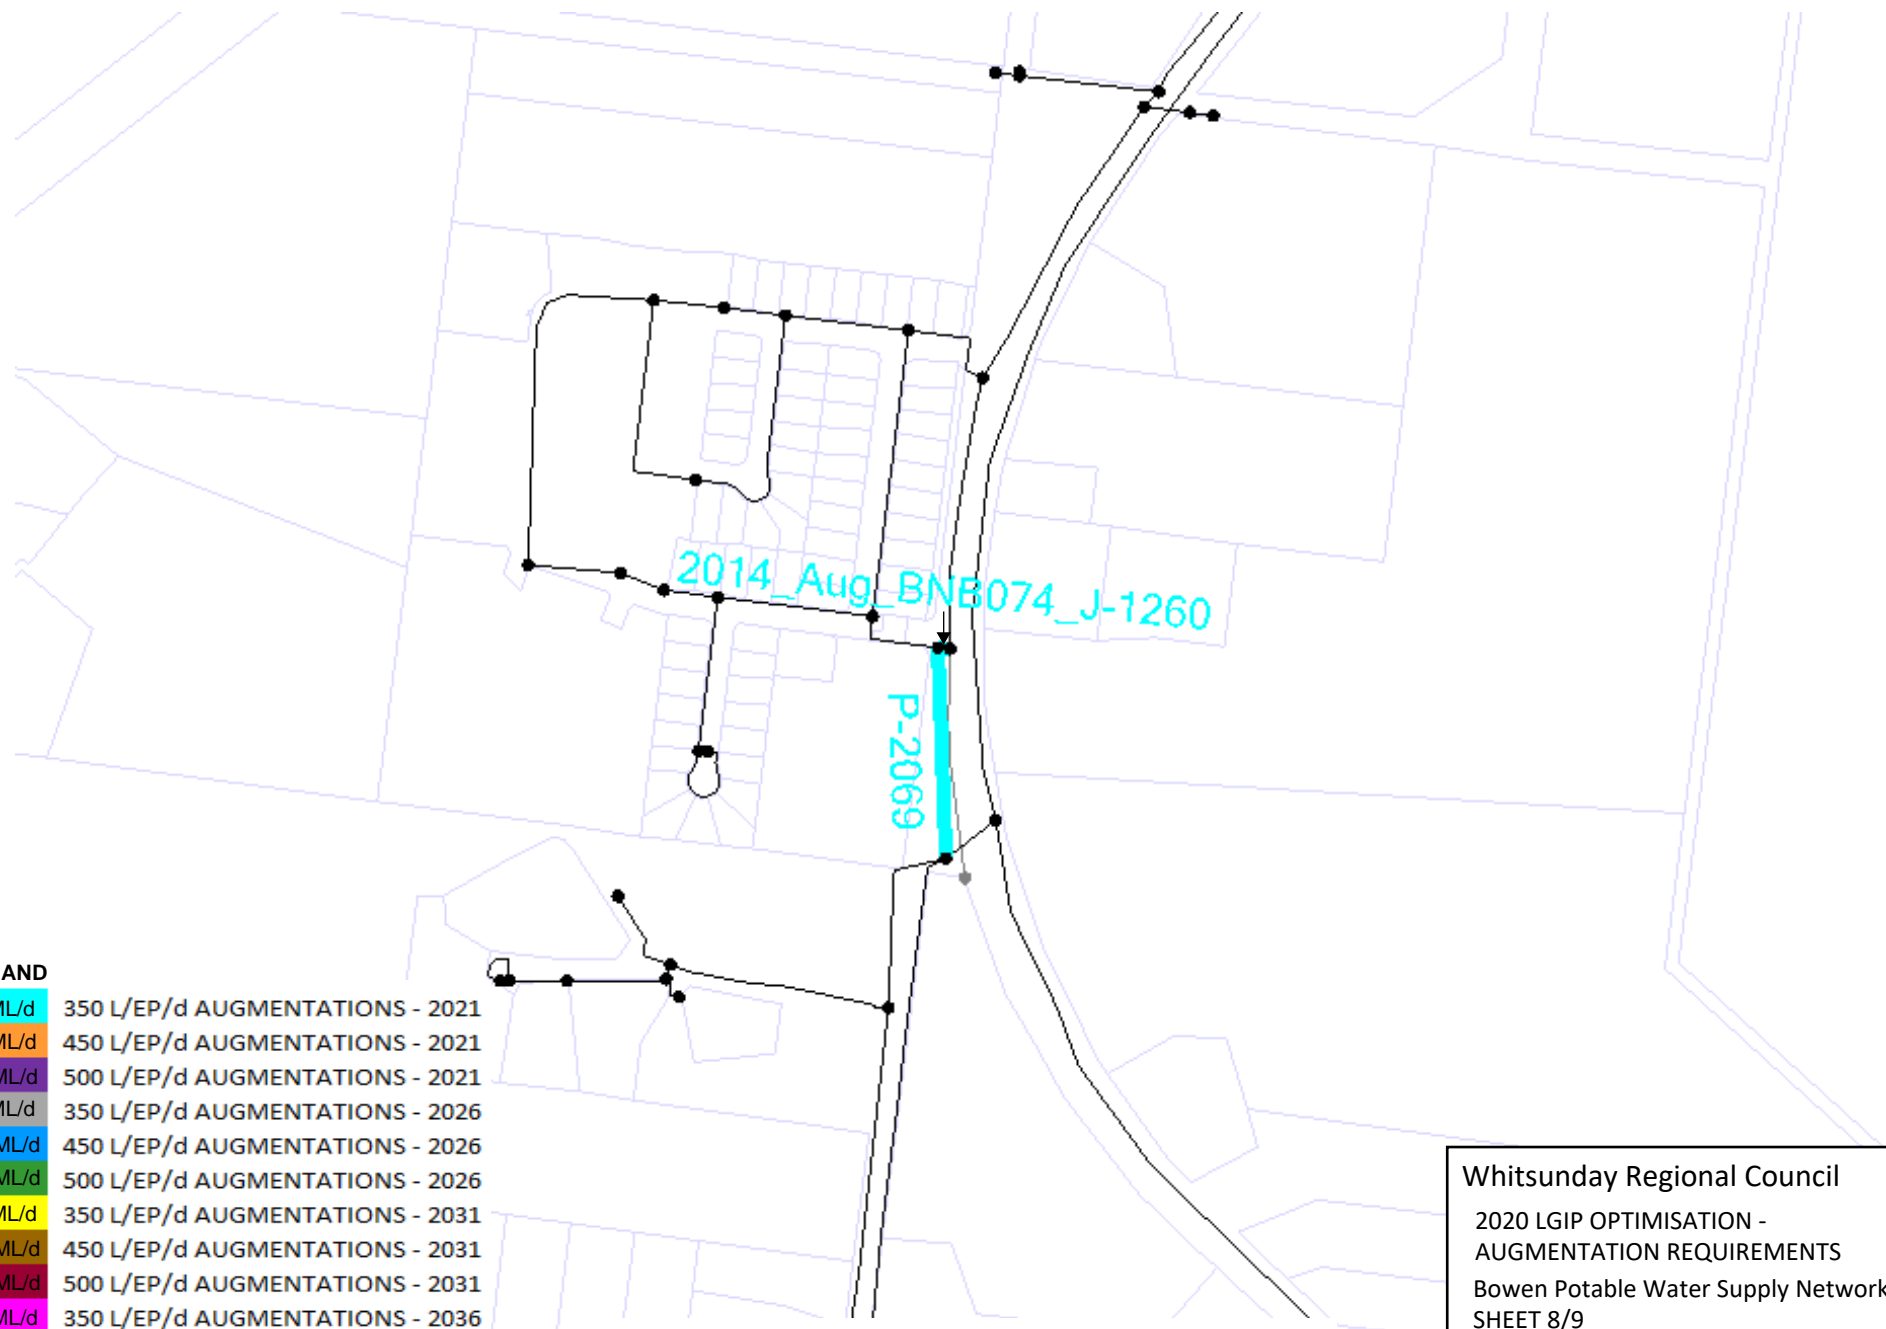 2014_Aug_BNB074_J-1260
P-2069
AND
ML/d 350 L/EP/d AUGMENTATIONS - 2021
ML/d 450 L/EP/d AUGMENTATIONS - 2021
ML/d 500 L/EP/d AUGMENTATIONS - 2021
ML/d 350 L/EP/d AUGMENTATIONS - 2026
ML/d 450 L/EP/d AUGMENTATIONS - 2026
ML/d 500 L/EP/d AUGMENTATIONS - 2026
ML/d 350 L/EP/d AUGMENTATIONS - 2031
ML/d 450 L/EP/d AUGMENTATIONS - 2031
ML/d 500 L/EP/d AUGMENTATIONS - 2031
ML/d 350 L/EP/d AUGMENTATIONS - 2036
Whitsunday Regional Council
2020 LGIP OPTIMISATION -
AUGMENTATION REQUIREMENTS
Bowen Potable Water Supply Network
SHEET 8/9